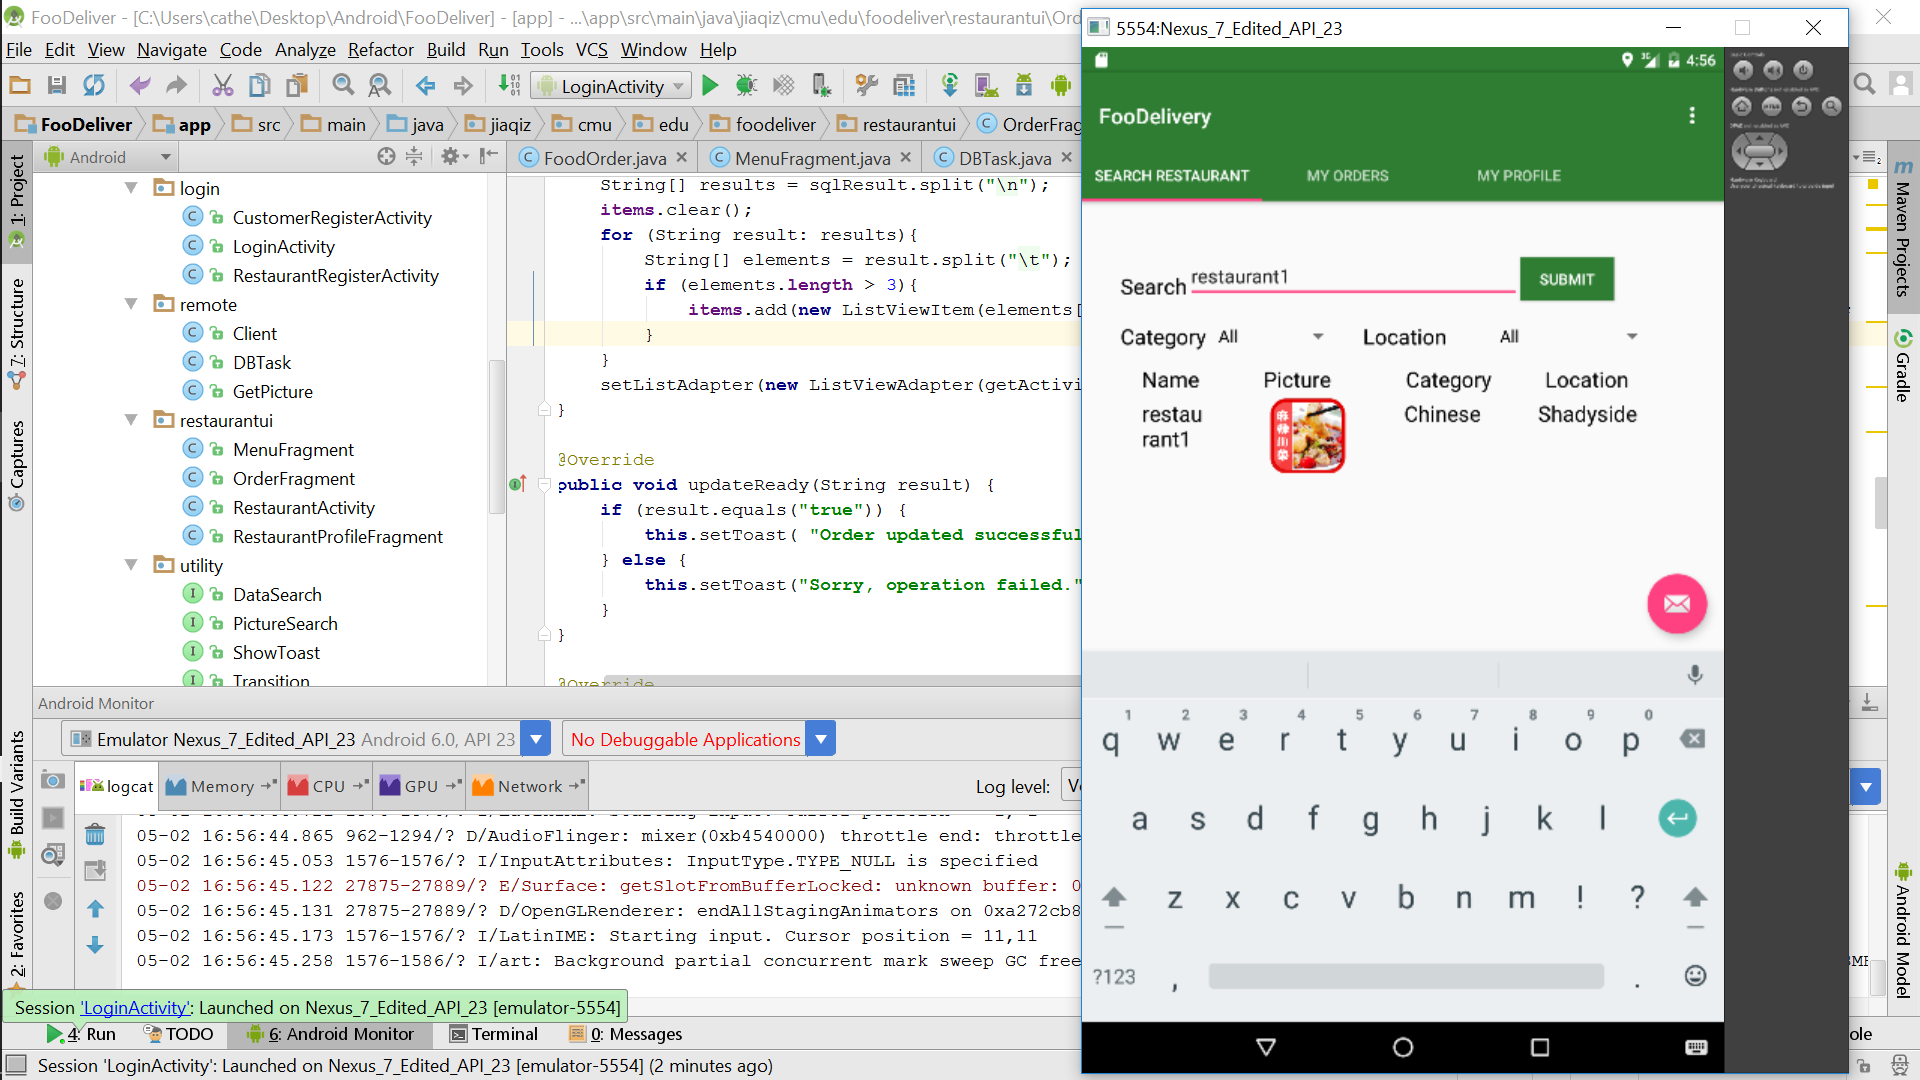 FooDeliver - [C:\Users\cathe\Desktop\Android\FooDeliver] - [app] - ...\app\src\main\java\jiaqiz\cmu\edu\foodeliver\restaurantui\Ord
File Edit View Navigate Code Analyze Refactor Build Run Tools VCS Window Help
LoginActivity
FooDeliver app src main java jiaqiz cmu edu foodeliver restaurantui OrderFrag
Android
FoodOrder.java MenuFragment.java DBTask.java
1: Project
7: Structure
Captures
Build Variants
2: Favorites
login
CustomerRegisterActivity
LoginActivity
RestaurantRegisterActivity
remote
Client
DBTask
GetPicture
restaurantui
MenuFragment
OrderFragment
RestaurantActivity
RestaurantProfileFragment
utility
DataSearch
PictureSearch
ShowToast
Transition
String[] results = sqlResult.split("\n");
items.clear();
for (String result: results){
String[] elements = result.split("\t");
if (elements.length > 3){
items.add(new ListViewItem(elements[
}
}
setListAdapter(new ListViewAdapter(getActivi
}
@Override
public void updateReady(String result) {
if (result.equals("true")) {
this.setToast( "Order updated successful
} else {
this.setToast("Sorry, operation failed."
}
}
@Override
Android Monitor
Emulator Nexus_7_Edited_API_23 Android 6.0, API 23
No Debuggable Applications
logcat Memory CPU GPU Network
Log level:
05-02 16:56:44.865 962-1294/? D/AudioFlinger: mixer(0xb4540000) throttle end: throttle
05-02 16:56:45.053 1576-1576/? I/InputAttributes: InputType.TYPE_NULL is specified
05-02 16:56:45.122 27875-27889/? E/Surface: getSlotFromBufferLocked: unknown buffer: 0
05-02 16:56:45.131 27875-27889/? D/OpenGLRenderer: endAllStagingAnimators on 0xa272cb8
05-02 16:56:45.173 1576-1576/? I/LatinIME: Starting input. Cursor position = 11,11
05-02 16:56:45.258 1576-1586/? I/art: Background partial concurrent mark sweep GC free
Session 'LoginActivity': Launched on Nexus_7_Edited_API_23 [emulator-5554]
4: Run TODO 6: Android Monitor Terminal 0: Messages
Session 'LoginActivity': Launched on Nexus_7_Edited_API_23 [emulator-5554] (2 minutes ago)
5554:Nexus_7_Edited_API_23
4:56
FooDelivery
SEARCH RESTAURANT MY ORDERS MY PROFILE
Search restaurant1 SUBMIT
Category All Location All
Name Picture Category Location
restau
rant1
麻辣川菜
Chinese Shadyside
1 2 3 4 5 6 7 8 9 0
q w e r t y u i o p
a s d f g h j k l
z x c v b n m ! ?
?123 , .
Maven Projects
Gradle
Android Model
ole